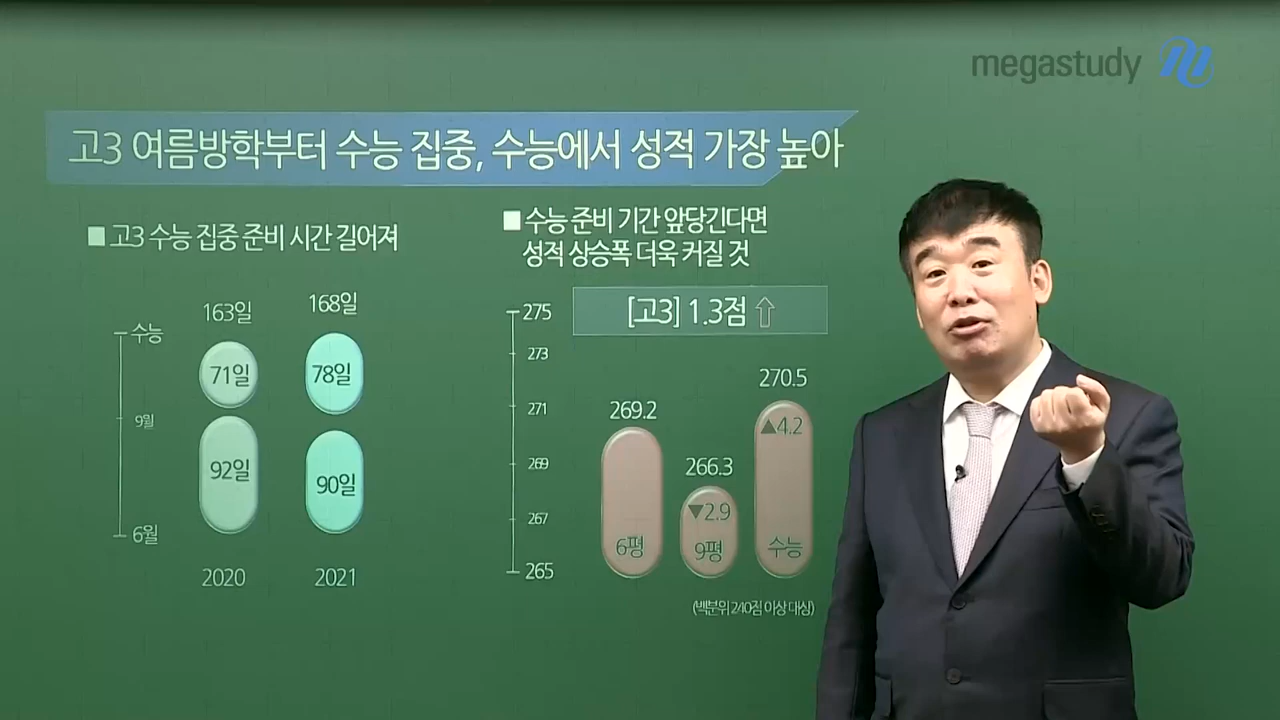 megastudy
고3 여름방학부터 수능 집중, 수능에서 성적 가장 높아
■ 고3 수능 집중 준비 시간 길어져
163일
168일
수능
71일
78일
9월
92일
90일
6월
2020
2021
■ 수능 준비 기간 앞당긴다면
성적 상승폭 더욱 커질 것
[고3] 1.3점 ⇧
275
273
271
269
267
265
269.2
6평
266.3
▼2.9
9평
270.5
▲4.2
수능
(백분위 240점 이상 대상)